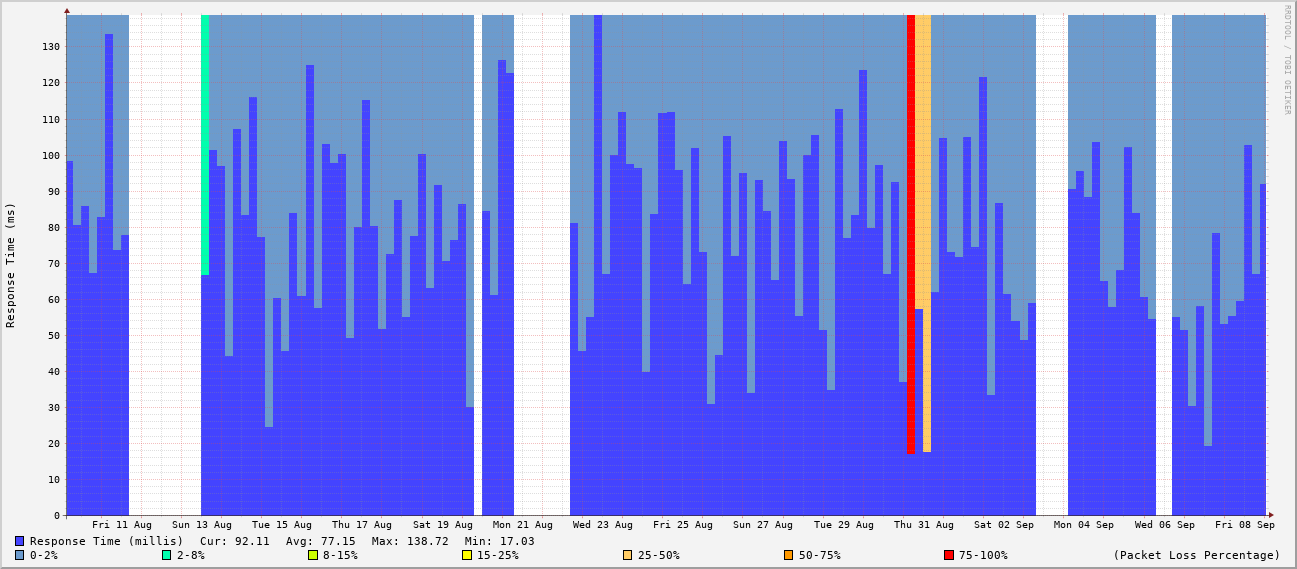 RRDTOOL / TOBI OETIKER
Response Time (ms)
130
120
110
100
90
80
70
60
50
40
30
20
10
0
Fri 11 Aug Sun 13 Aug Tue 15 Aug Thu 17 Aug Sat 19 Aug Mon 21 Aug Wed 23 Aug Fri 25 Aug Sun 27 Aug Tue 29 Aug Thu 31 Aug Sat 02 Sep Mon 04 Sep Wed 06 Sep Fri 08 Sep
Response Time (millis) Cur: 92.11 Avg: 77.15 Max: 138.72 Min: 17.03
0-2% 2-8% 8-15% 15-25% 25-50% 50-75% 75-100% (Packet Loss Percentage)